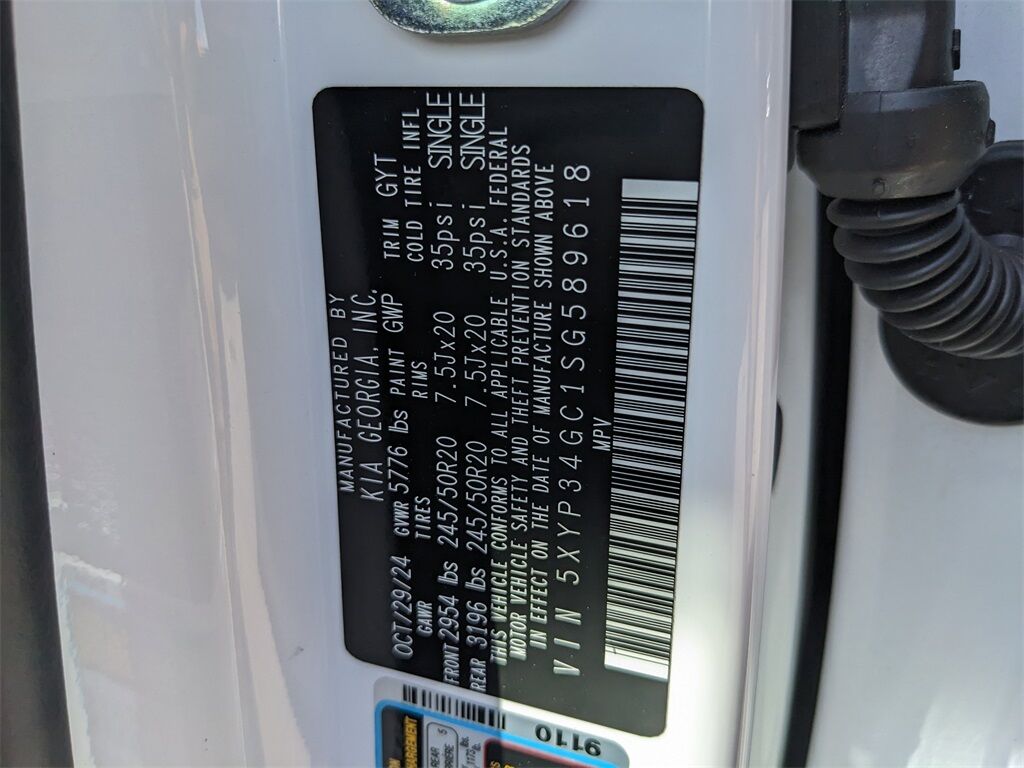 MANUFACTURED BY
KIA GEORGIA, INC.
OCT/29/24 GVWR 5776 lbs PAINT GWP TRIM GYT
GAWR TIRES RIMS COLD TIRE INFL
FRONT 2954 lbs 245/50R20 7.5Jx20 35psi SINGLE
REAR 3196 lbs 245/50R20 7.5Jx20 35psi SINGLE
THIS VEHICLE CONFORMS TO ALL APPLICABLE U.S.A. FEDERAL
MOTOR VEHICLE SAFETY AND THEFT PREVENTION STANDARDS
IN EFFECT ON THE DATE OF MANUFACTURE SHOWN ABOVE
VIN 5XYP34GC1SG589618
MPV
9110
REAR